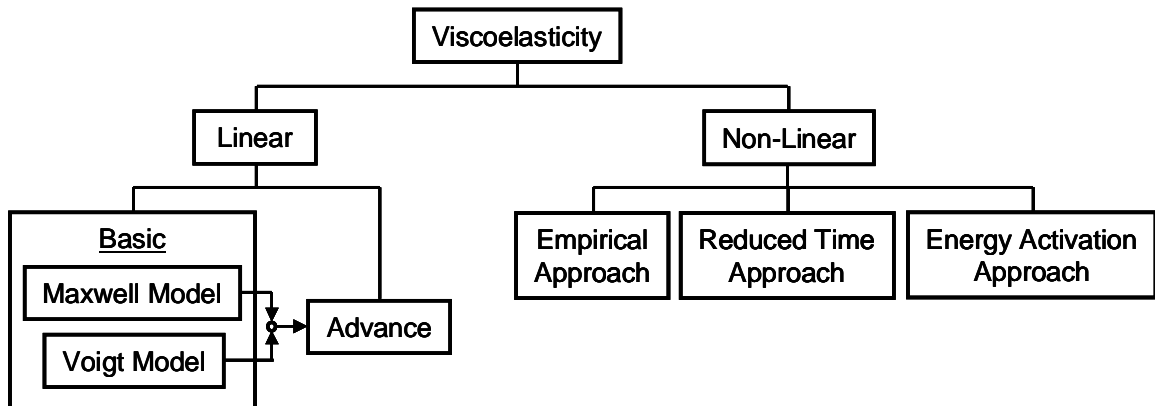 Viscoelasticity
Linear
Non-Linear
Basic
Maxwell Model
Voigt Model
Advance
Empirical
Approach
Reduced Time
Approach
Energy Activation
Approach